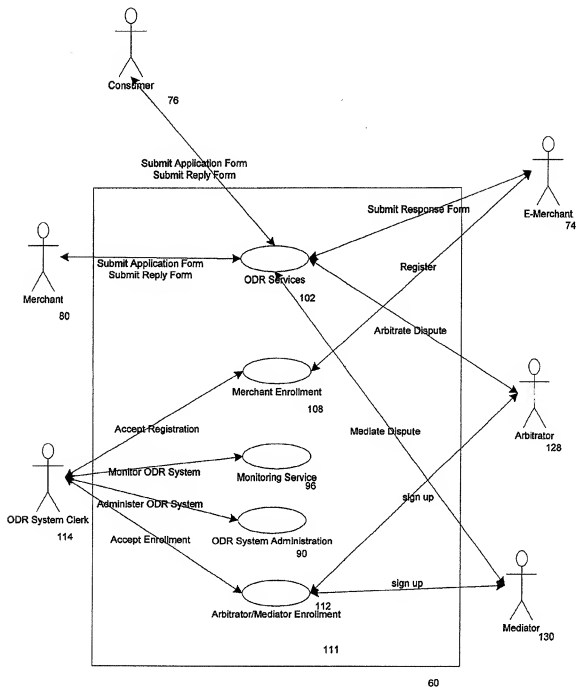 Consumer
76
Submit Application Form
Submit Reply Form
Submit Response Form
E-Merchant
74
Submit Application Form
Submit Reply Form
Merchant
80
ODR Services
102
Register
Arbitrate Dispute
Merchant Enrollment
108
Arbitrator
128
Accept Registration
Mediate Dispute
Monitor ODR System
Monitoring Service
96
sign up
Administer ODR System
ODR System Clerk
114
ODR System Administration
90
Accept Enrollment
sign up
112
Arbitrator/Mediator Enrollment
Mediator
130
111
60